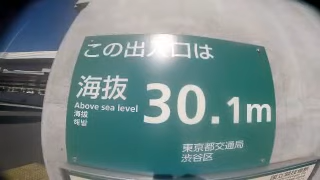 この出入口は
海抜
Above sea level
海拔
해발
30.1m
東京都交通局
渋谷区